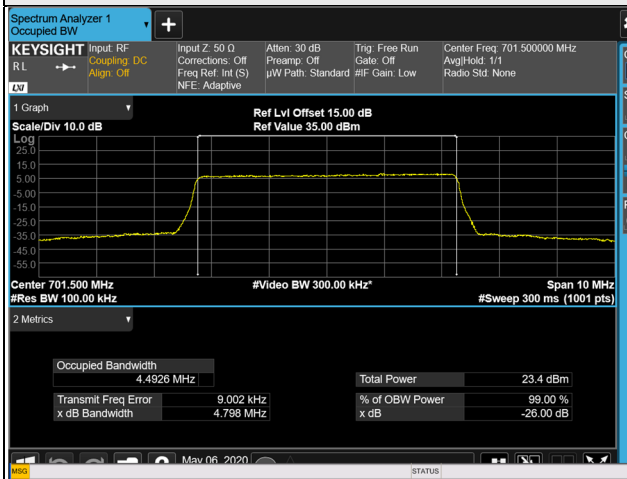 Spectrum Analyzer 1
Occupied BW
+
KEYSIGHT
R L
LXI
Input: RF
Coupling: DC
Align: Off
Input Z: 50 Ω
Corrections: Off
Freq Ref: Int (S)
NFE: Adaptive
Atten: 30 dB
Preamp: Off
µW Path: Standard
Trig: Free Run
Gate: Off
#IF Gain: Low
Center Freq: 701.500000 MHz
Avg|Hold: 1/1
Radio Std: None
1 Graph
Scale/Div 10.0 dB
Ref Lvl Offset 15.00 dB
Ref Value 35.00 dBm
Log
25.0
15.0
5.00
-5.00
-15.0
-25.0
-35.0
-45.0
-55.0
Center 701.500 MHz
#Video BW 300.00 kHz*
Span 10 MHz
#Res BW 100.00 kHz
#Sweep 300 ms (1001 pts)
2 Metrics
Occupied Bandwidth
4.4926 MHz
Total Power 23.4 dBm
Transmit Freq Error 9.002 kHz
% of OBW Power 99.00 %
x dB Bandwidth 4.798 MHz
x dB -26.00 dB
May 06, 2020
MSG
STATUS